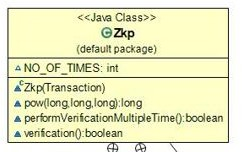 <<Java Class>>
Zkp
(default package)
NO_OF_TIMES: int
Zkp(Transaction)
pow(long,long,long):long
performVerificationMultipleTime():boolean
verification():boolean